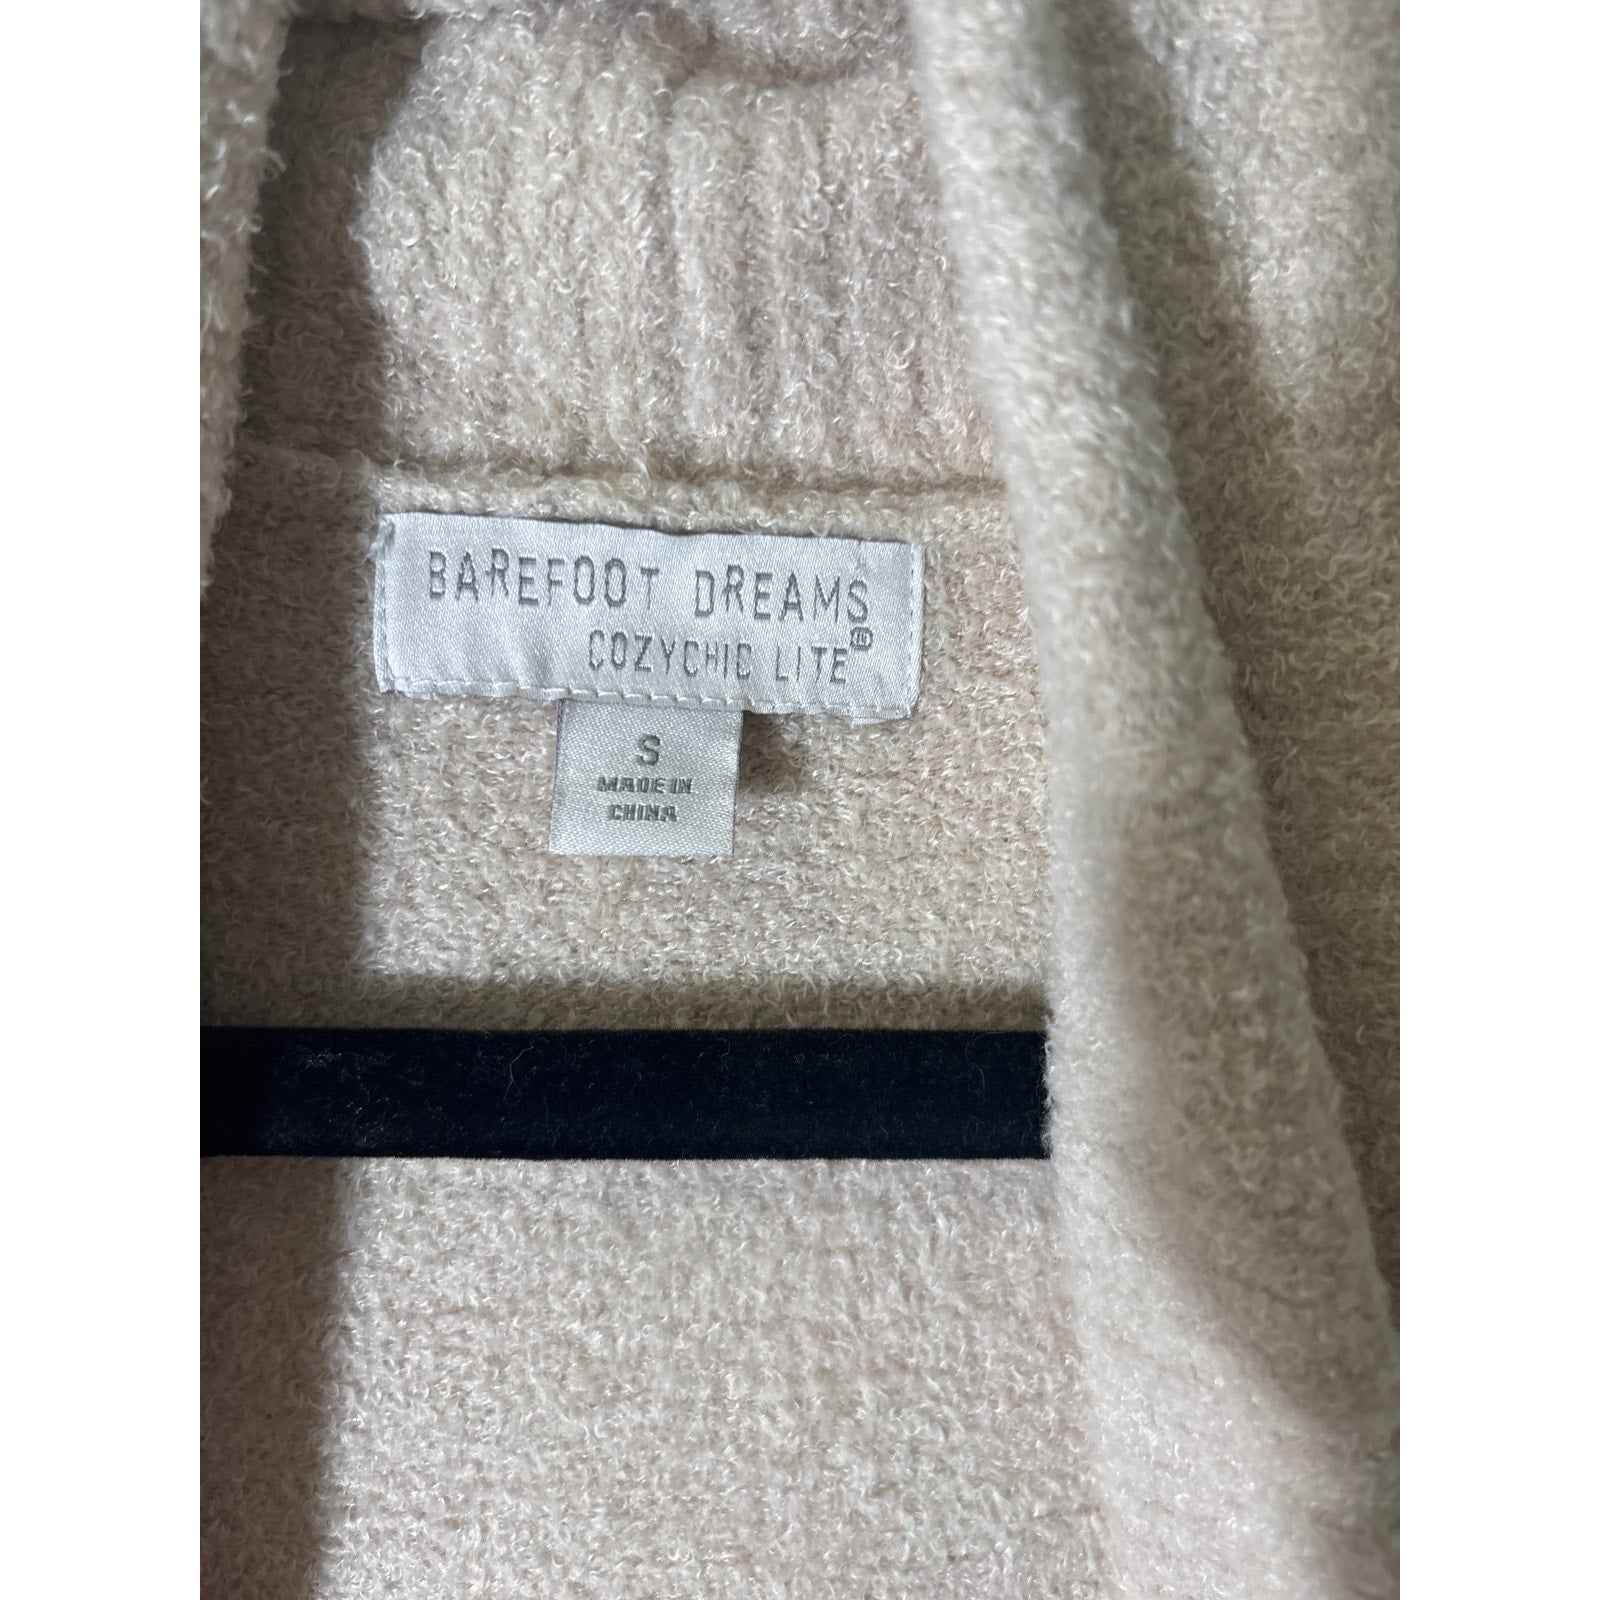 BAREFOOT DREAMS
COZYCHIC LITE®
S
MADE IN
CHINA